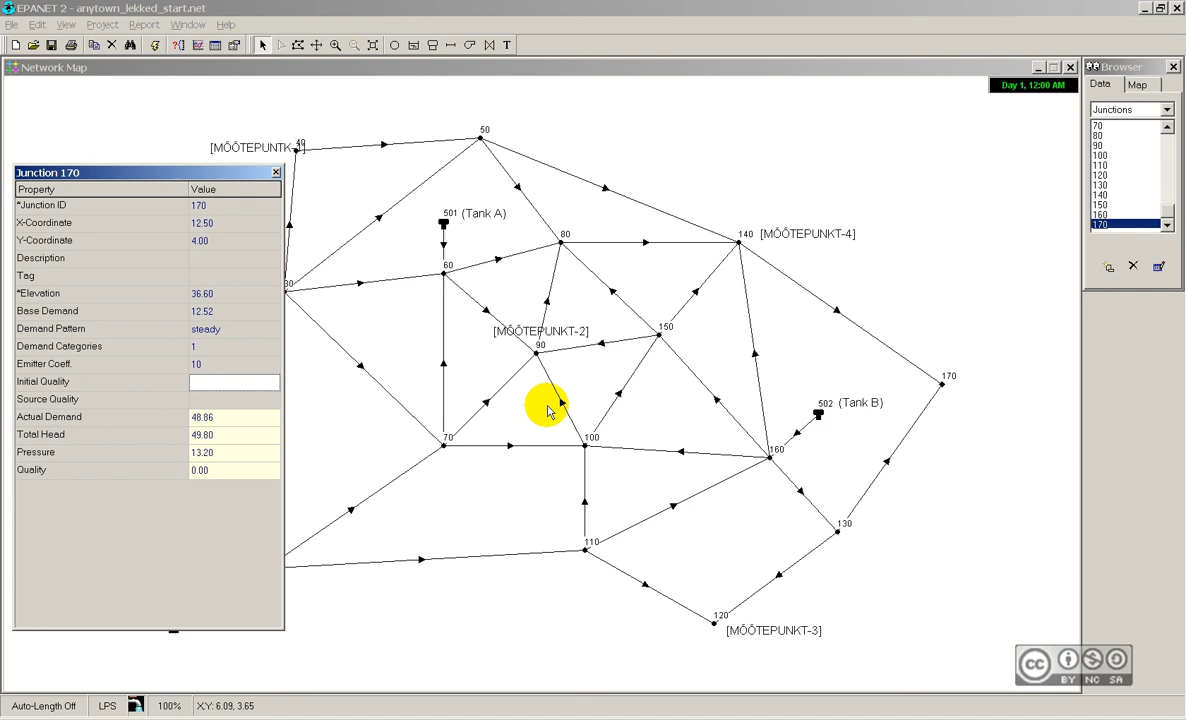 EPANET 2 - anytown_lekked_start.net
File Edit View Project Report Window Help
T
Network Map
Day 1, 12:00 AM
Browser
Data Map
Junctions
70
80
90
100
110
120
130
140
150
160
170
Junction 170
Property Value
*Junction ID 170
X-Coordinate 12.50
Y-Coordinate 4.00
Description
Tag
*Elevation 36.60
Base Demand 12.52
Demand Pattern steady
Demand Categories 1
Emitter Coeff. 10
Initial Quality
Source Quality
Actual Demand 48.86
Total Head 49.80
Pressure 13.20
Quality 0.00
50
40
[MÕÕTEPUNTK-1]
501 (Tank A)
80
140 [MÕÕTEPUNKT-4]
60
30
[MÕÕTEPUNKT-2]
150
90
170
502 (Tank B)
70
100
160
130
110
120
[MÕÕTEPUNKT-3]
cc
BY NC SA
Auto-Length Off LPS 100% X,Y: 6.09, 3.65